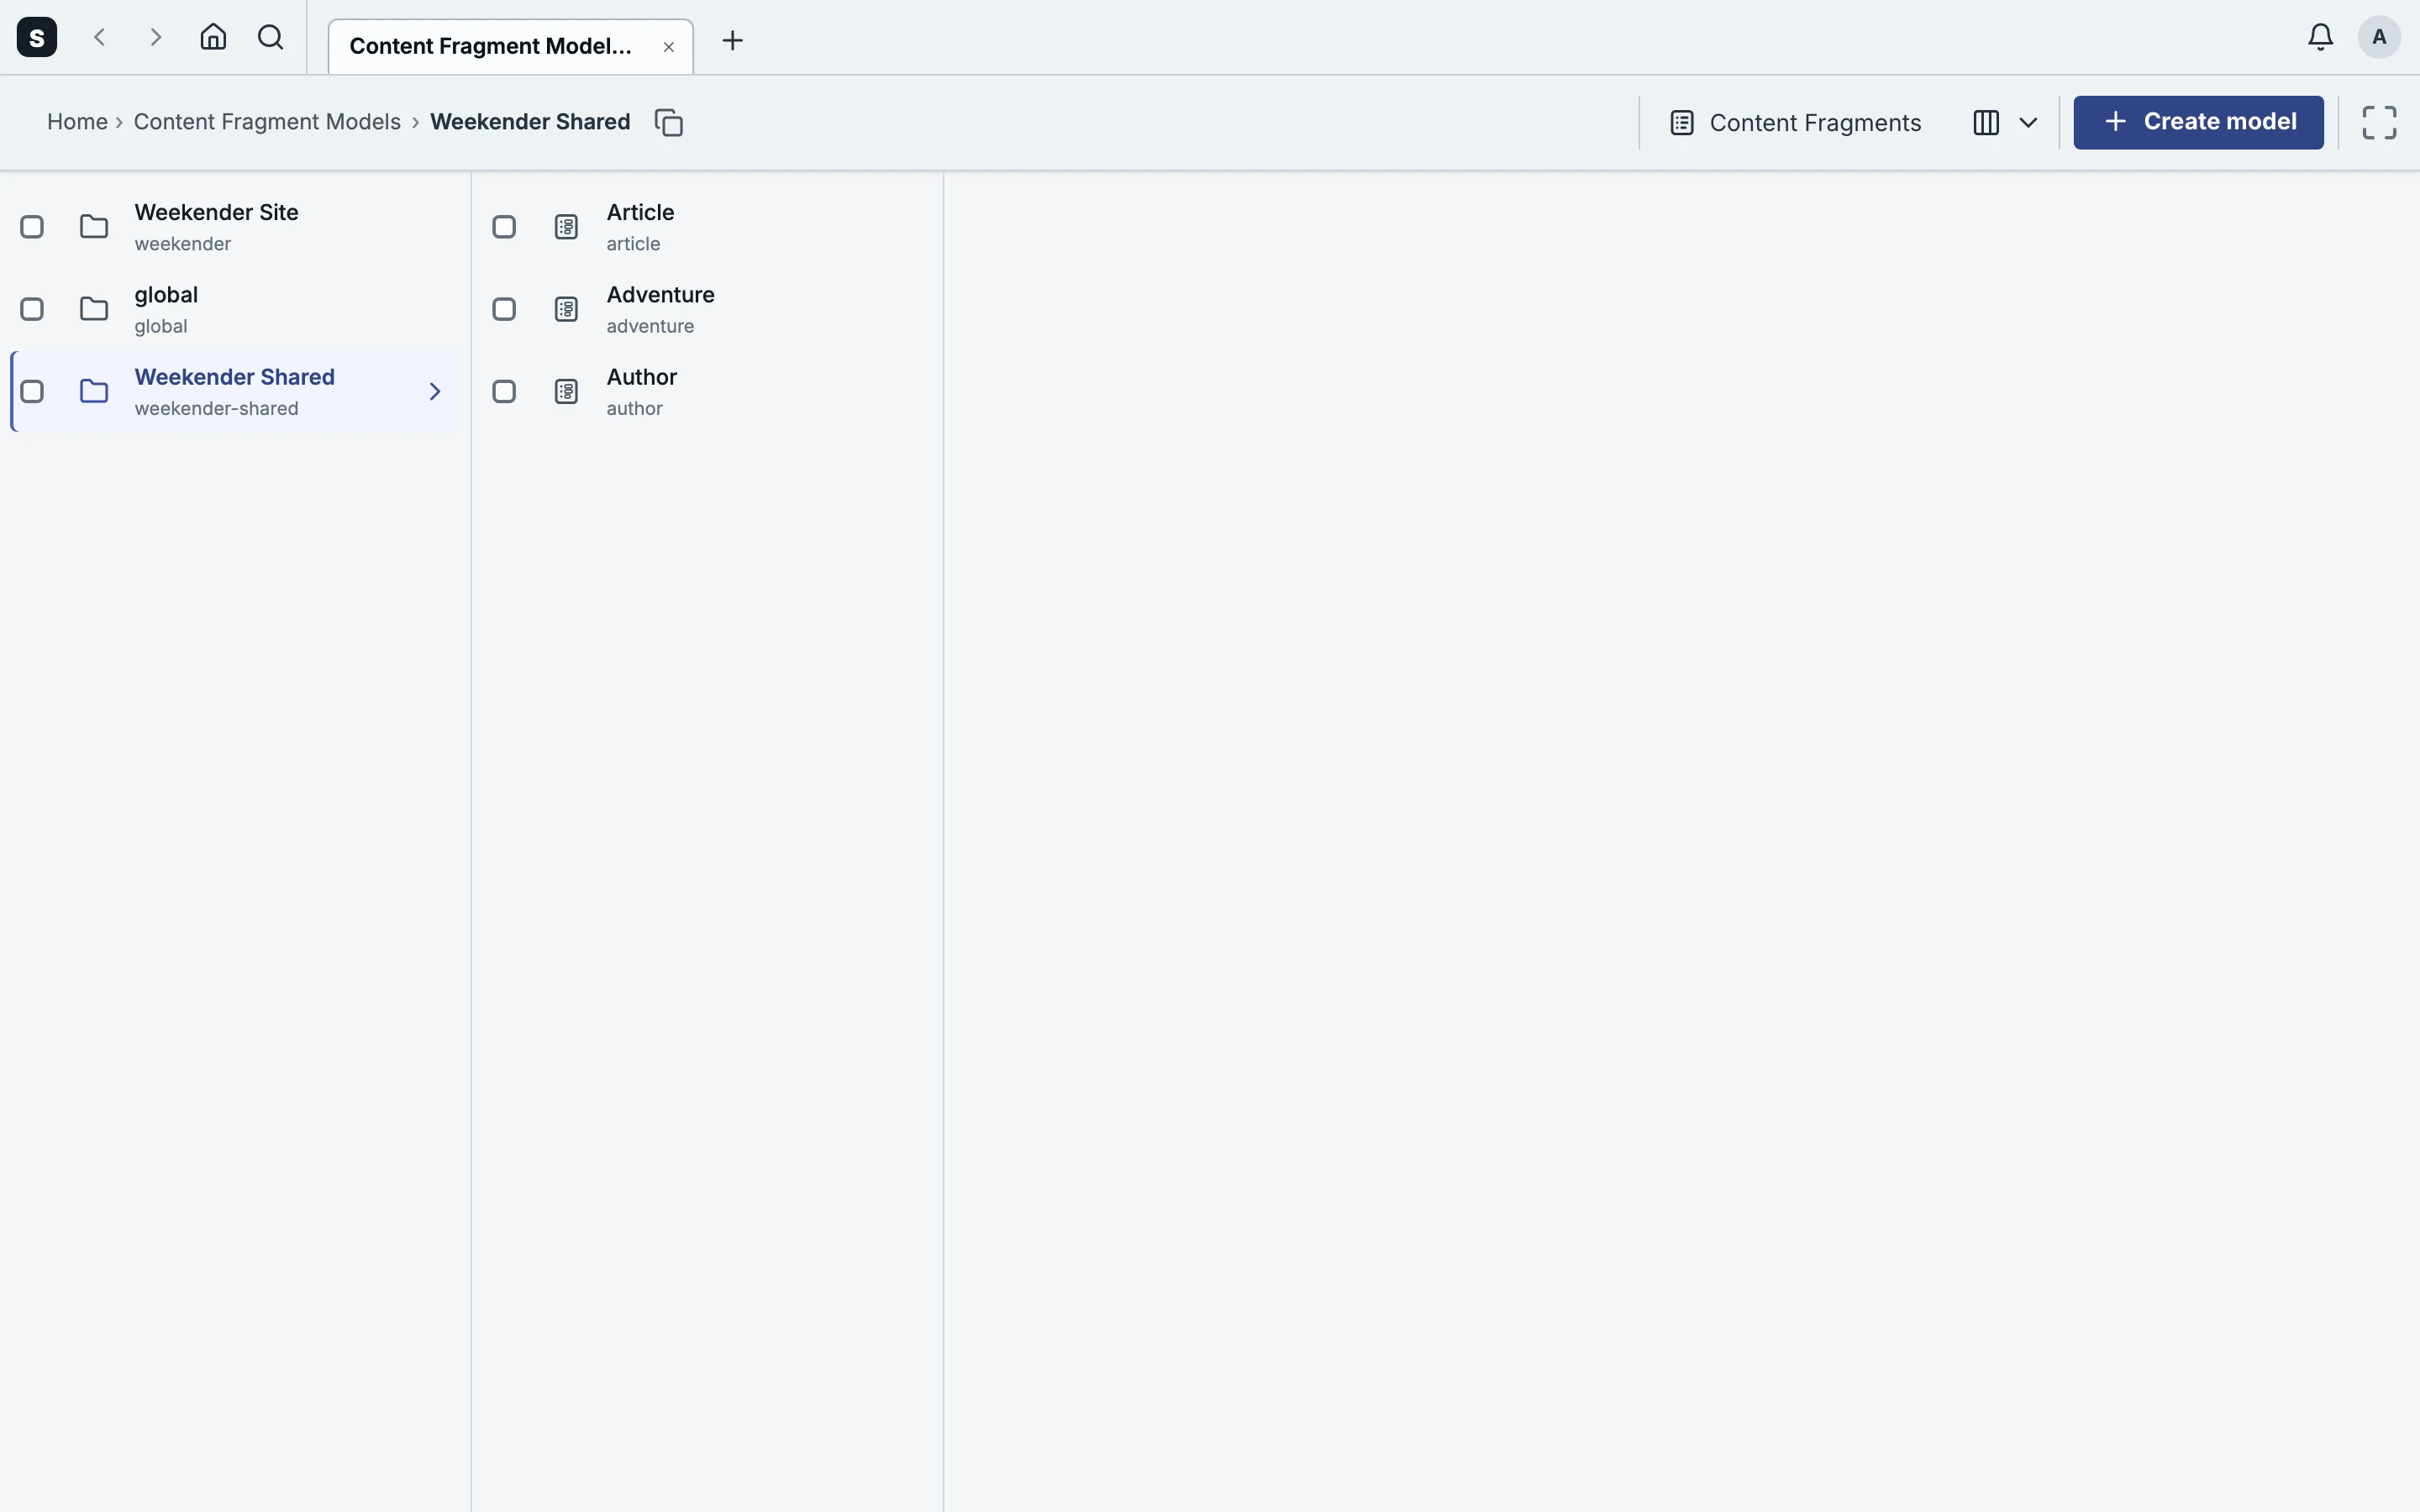 S
Content Fragment Model...
A
Home › Content Fragment Models › Weekender Shared
Content Fragments
Create model
Weekender Site
weekender
global
global
Weekender Shared
weekender-shared
Article
article
Adventure
adventure
Author
author